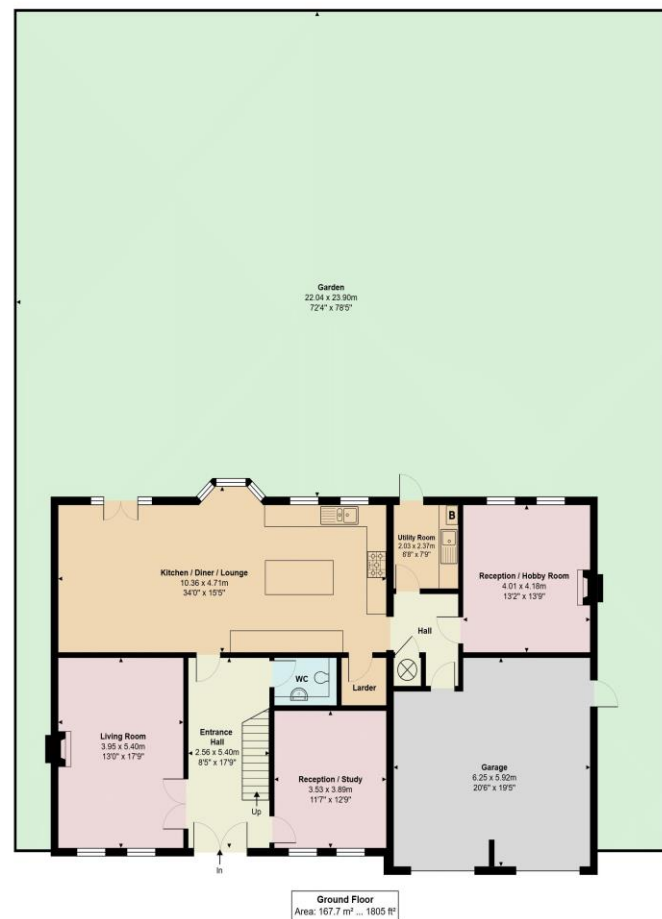 Garden
22.04 x 23.90m
72'4" x 78'5"
Kitchen / Diner / Lounge
10.36 x 4.71m
34'0" x 15'5"
B
Utility Room
2.03 x 2.37m
6'8" x 7'9"
Reception / Hobby Room
4.01 x 4.18m
13'2" x 13'9"
Hall
WC
Larder
Living Room
3.95 x 5.40m
13'0" x 17'9"
Entrance
Hall
2.56 x 5.40m
8'5" x 17'9"
Reception / Study
3.53 x 3.89m
11'7" x 12'9"
Garage
6.25 x 5.92m
20'6" x 19'5"
Up
In
Ground Floor
Area: 167.7 m² ... 1805 ft²